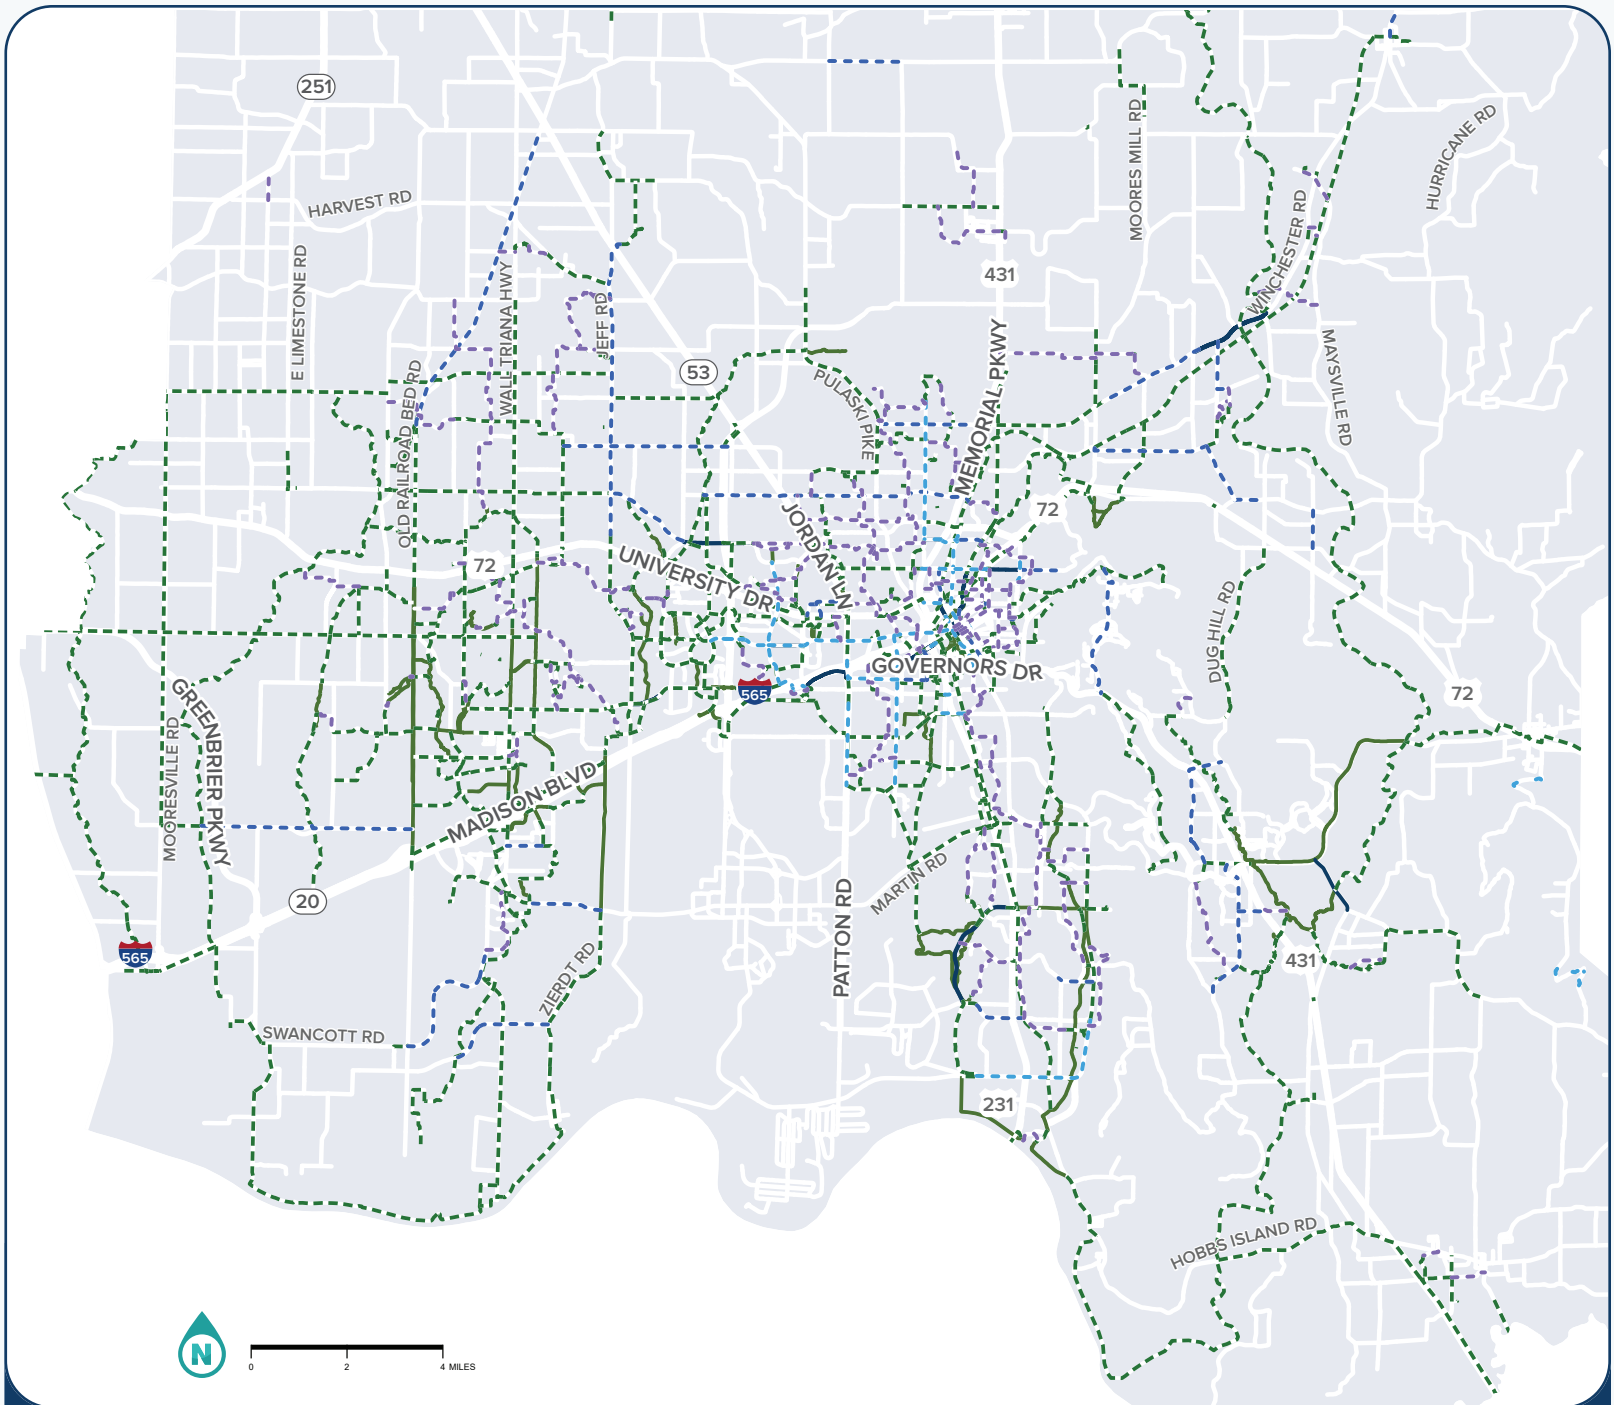 251
HARVEST RD
E LIMESTONE RD
WALL TRIANA HWY
JEFF RD
OLD RAILROAD BED RD
53
PULASKI PIKE
431
MEMORIAL PKWY
MOORES MILL RD
WINCHESTER RD
HURRICANE RD
MAYSVILLE RD
72
JORDAN LN
72
UNIVERSITY DR
GOVERNORS DR
DUG HILL RD
72
565
GREENBRIER PKWY
MOORESVILLE RD
MADISON BLVD
20
565
MARTIN RD
PATTON RD
ZIERDT RD
SWANCOTT RD
431
231
HOBBS ISLAND RD
N
0 2 4 MILES